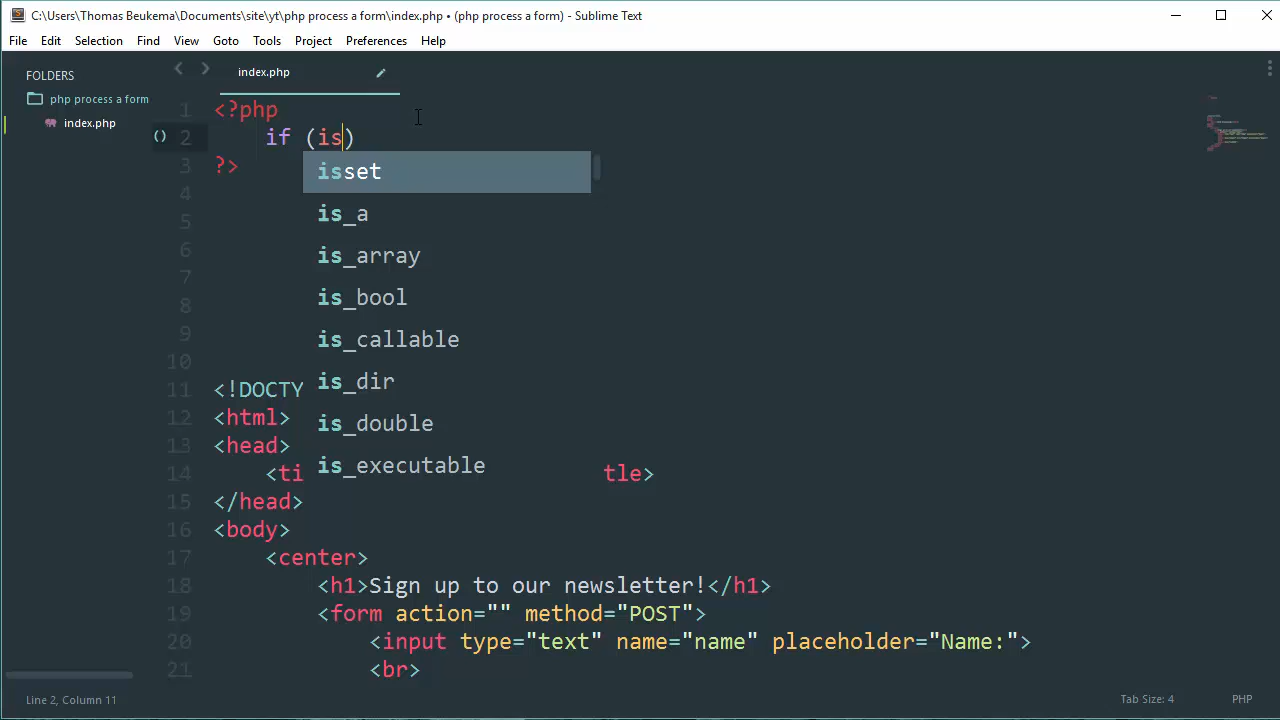 C:\Users\Thomas Beukema\Documents\site\yt\php process a form\index.php • (php process a form) - Sublime Text
File Edit Selection Find View Goto Tools Project Preferences Help
FOLDERS
php process a form
index.php
index.php
1 <?php
() 2 if (is)
3 ?>
isset
4
is_a
5
6 is_array
7
8 is_bool
9 is_callable
10 is_dir
11 <!DOCTY
12 <html> is_double
13 <head>
14 <ti is_executable tle>
15 </head>
16 <body>
17 <center>
18 <h1>Sign up to our newsletter!</h1>
19 <form action="" method="POST">
20 <input type="text" name="name" placeholder="Name:">
21 <br>
Line 2, Column 11 Tab Size: 4 PHP